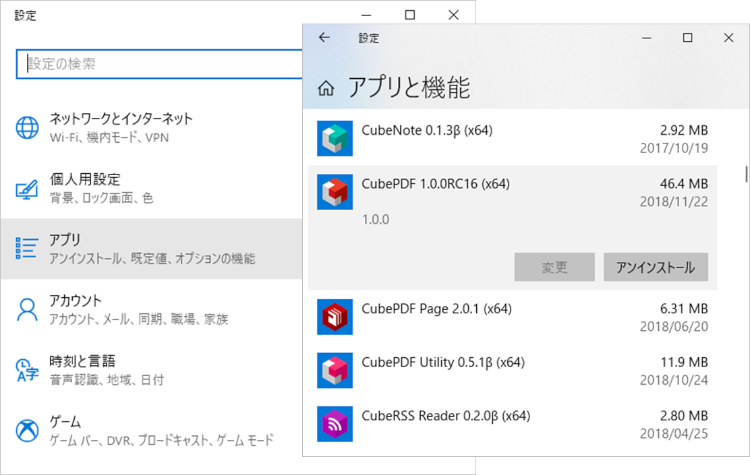 設定
設定の検索
ネットワークとインターネット
Wi-Fi、機内モード、VPN
個人用設定
背景、ロック画面、色
アプリ
アンインストール、既定値、オプションの機能
アカウント
アカウント、メール、同期、職場、家族
時刻と言語
音声認識、地域、日付
ゲーム
ゲーム バー、DVR、ブロードキャスト、ゲーム モード
設定
アプリと機能
CubeNote 0.1.3β (x64) 2.92 MB
2017/10/19
CubePDF 1.0.0RC16 (x64) 46.4 MB
2018/11/22
1.0.0
変更 アンインストール
CubePDF Page 2.0.1 (x64) 6.31 MB
2018/06/20
CubePDF Utility 0.5.1β (x64) 11.9 MB
2018/10/24
CubeRSS Reader 0.2.0β (x64) 2.80 MB
2018/04/25